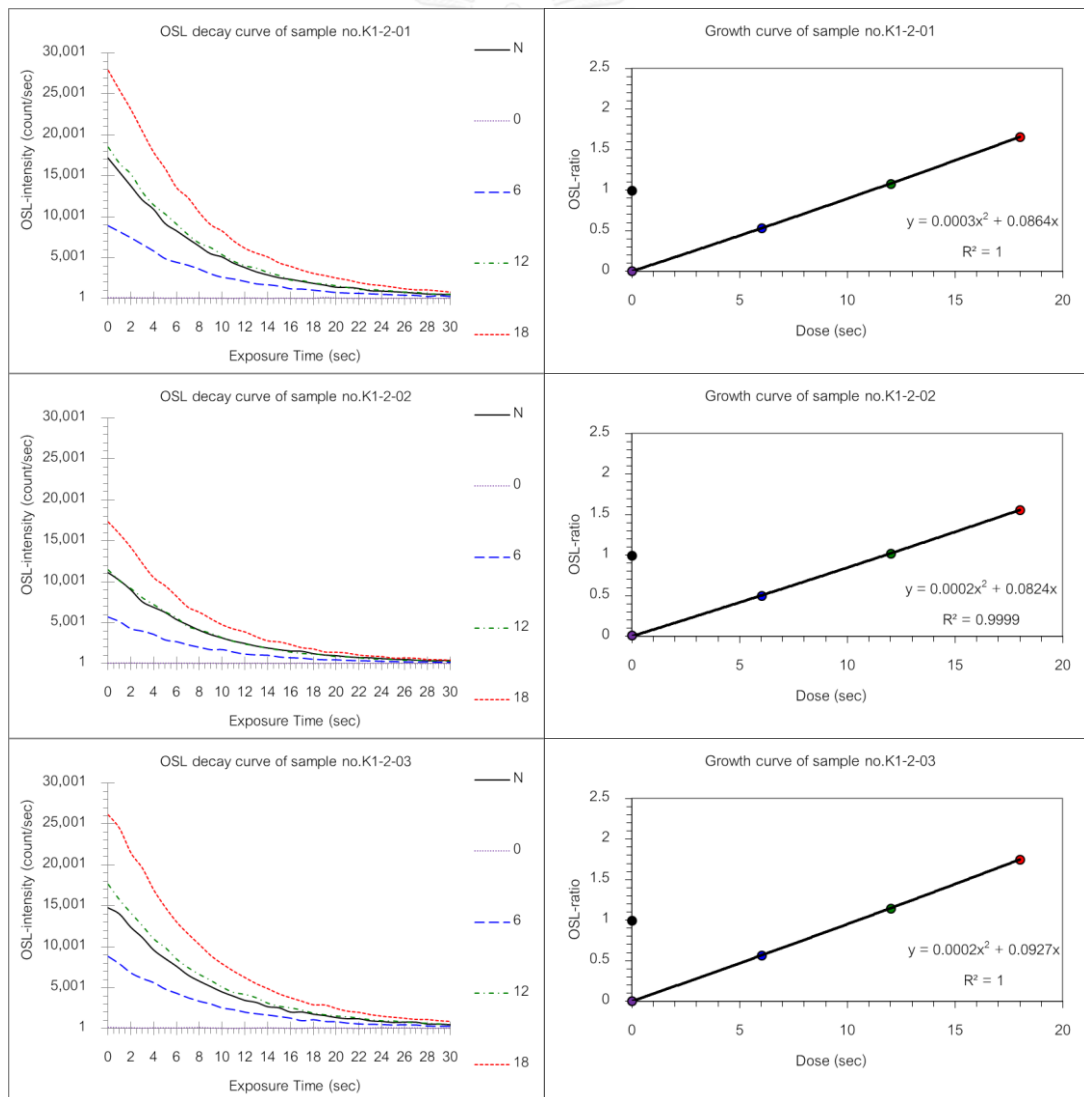 OSL decay curve of sample no.K1-2-01
30,001
25,001
20,001
15,001
10,001
5,001
1
OSL-intensity (count/sec)
0 2 4 6 8 10 12 14 16 18 20 22 24 26 28 30
Exposure Time (sec)
N
0
6
12
18
Growth curve of sample no.K1-2-01
2.5
2
1.5
1
0.5
0
OSL-ratio
y = 0.0003x² + 0.0864x
R² = 1
0 5 10 15 20
Dose (sec)
OSL decay curve of sample no.K1-2-02
30,001
25,001
20,001
15,001
10,001
5,001
1
OSL-intensity (count/sec)
0 2 4 6 8 10 12 14 16 18 20 22 24 26 28 30
Exposure Time (sec)
N
0
6
12
18
Growth curve of sample no.K1-2-02
2.5
2
1.5
1
0.5
0
OSL-ratio
y = 0.0002x² + 0.0824x
R² = 0.9999
0 5 10 15 20
Dose (sec)
OSL decay curve of sample no.K1-2-03
30,001
25,001
20,001
15,001
10,001
5,001
1
OSL-intensity (count/sec)
0 2 4 6 8 10 12 14 16 18 20 22 24 26 28 30
Exposure Time (sec)
N
0
6
12
18
Growth curve of sample no.K1-2-03
2.5
2
1.5
1
0.5
0
OSL-ratio
y = 0.0002x² + 0.0927x
R² = 1
0 5 10 15 20
Dose (sec)